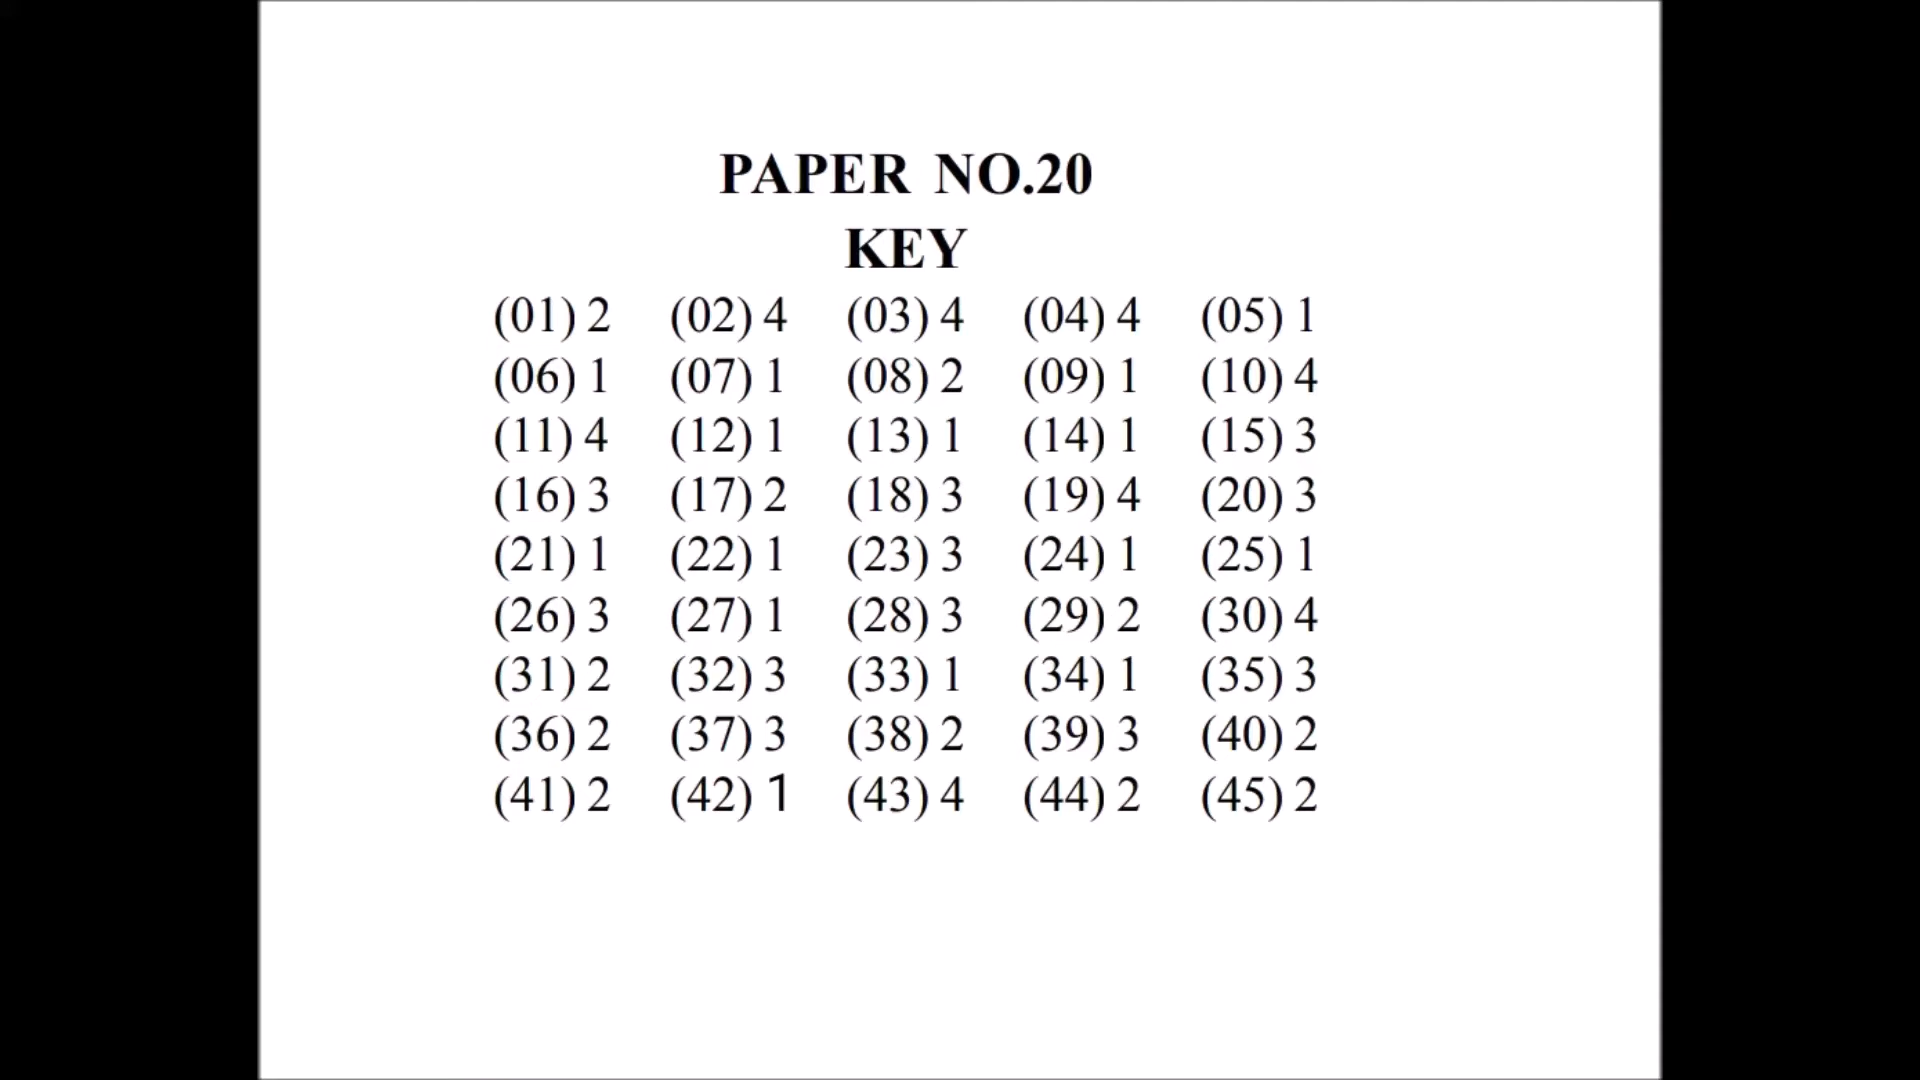 PAPER NO.20
KEY
(01) 2 (02) 4 (03) 4 (04) 4 (05) 1
(06) 1 (07) 1 (08) 2 (09) 1 (10) 4
(11) 4 (12) 1 (13) 1 (14) 1 (15) 3
(16) 3 (17) 2 (18) 3 (19) 4 (20) 3
(21) 1 (22) 1 (23) 3 (24) 1 (25) 1
(26) 3 (27) 1 (28) 3 (29) 2 (30) 4
(31) 2 (32) 3 (33) 1 (34) 1 (35) 3
(36) 2 (37) 3 (38) 2 (39) 3 (40) 2
(41) 2 (42) 1 (43) 4 (44) 2 (45) 2